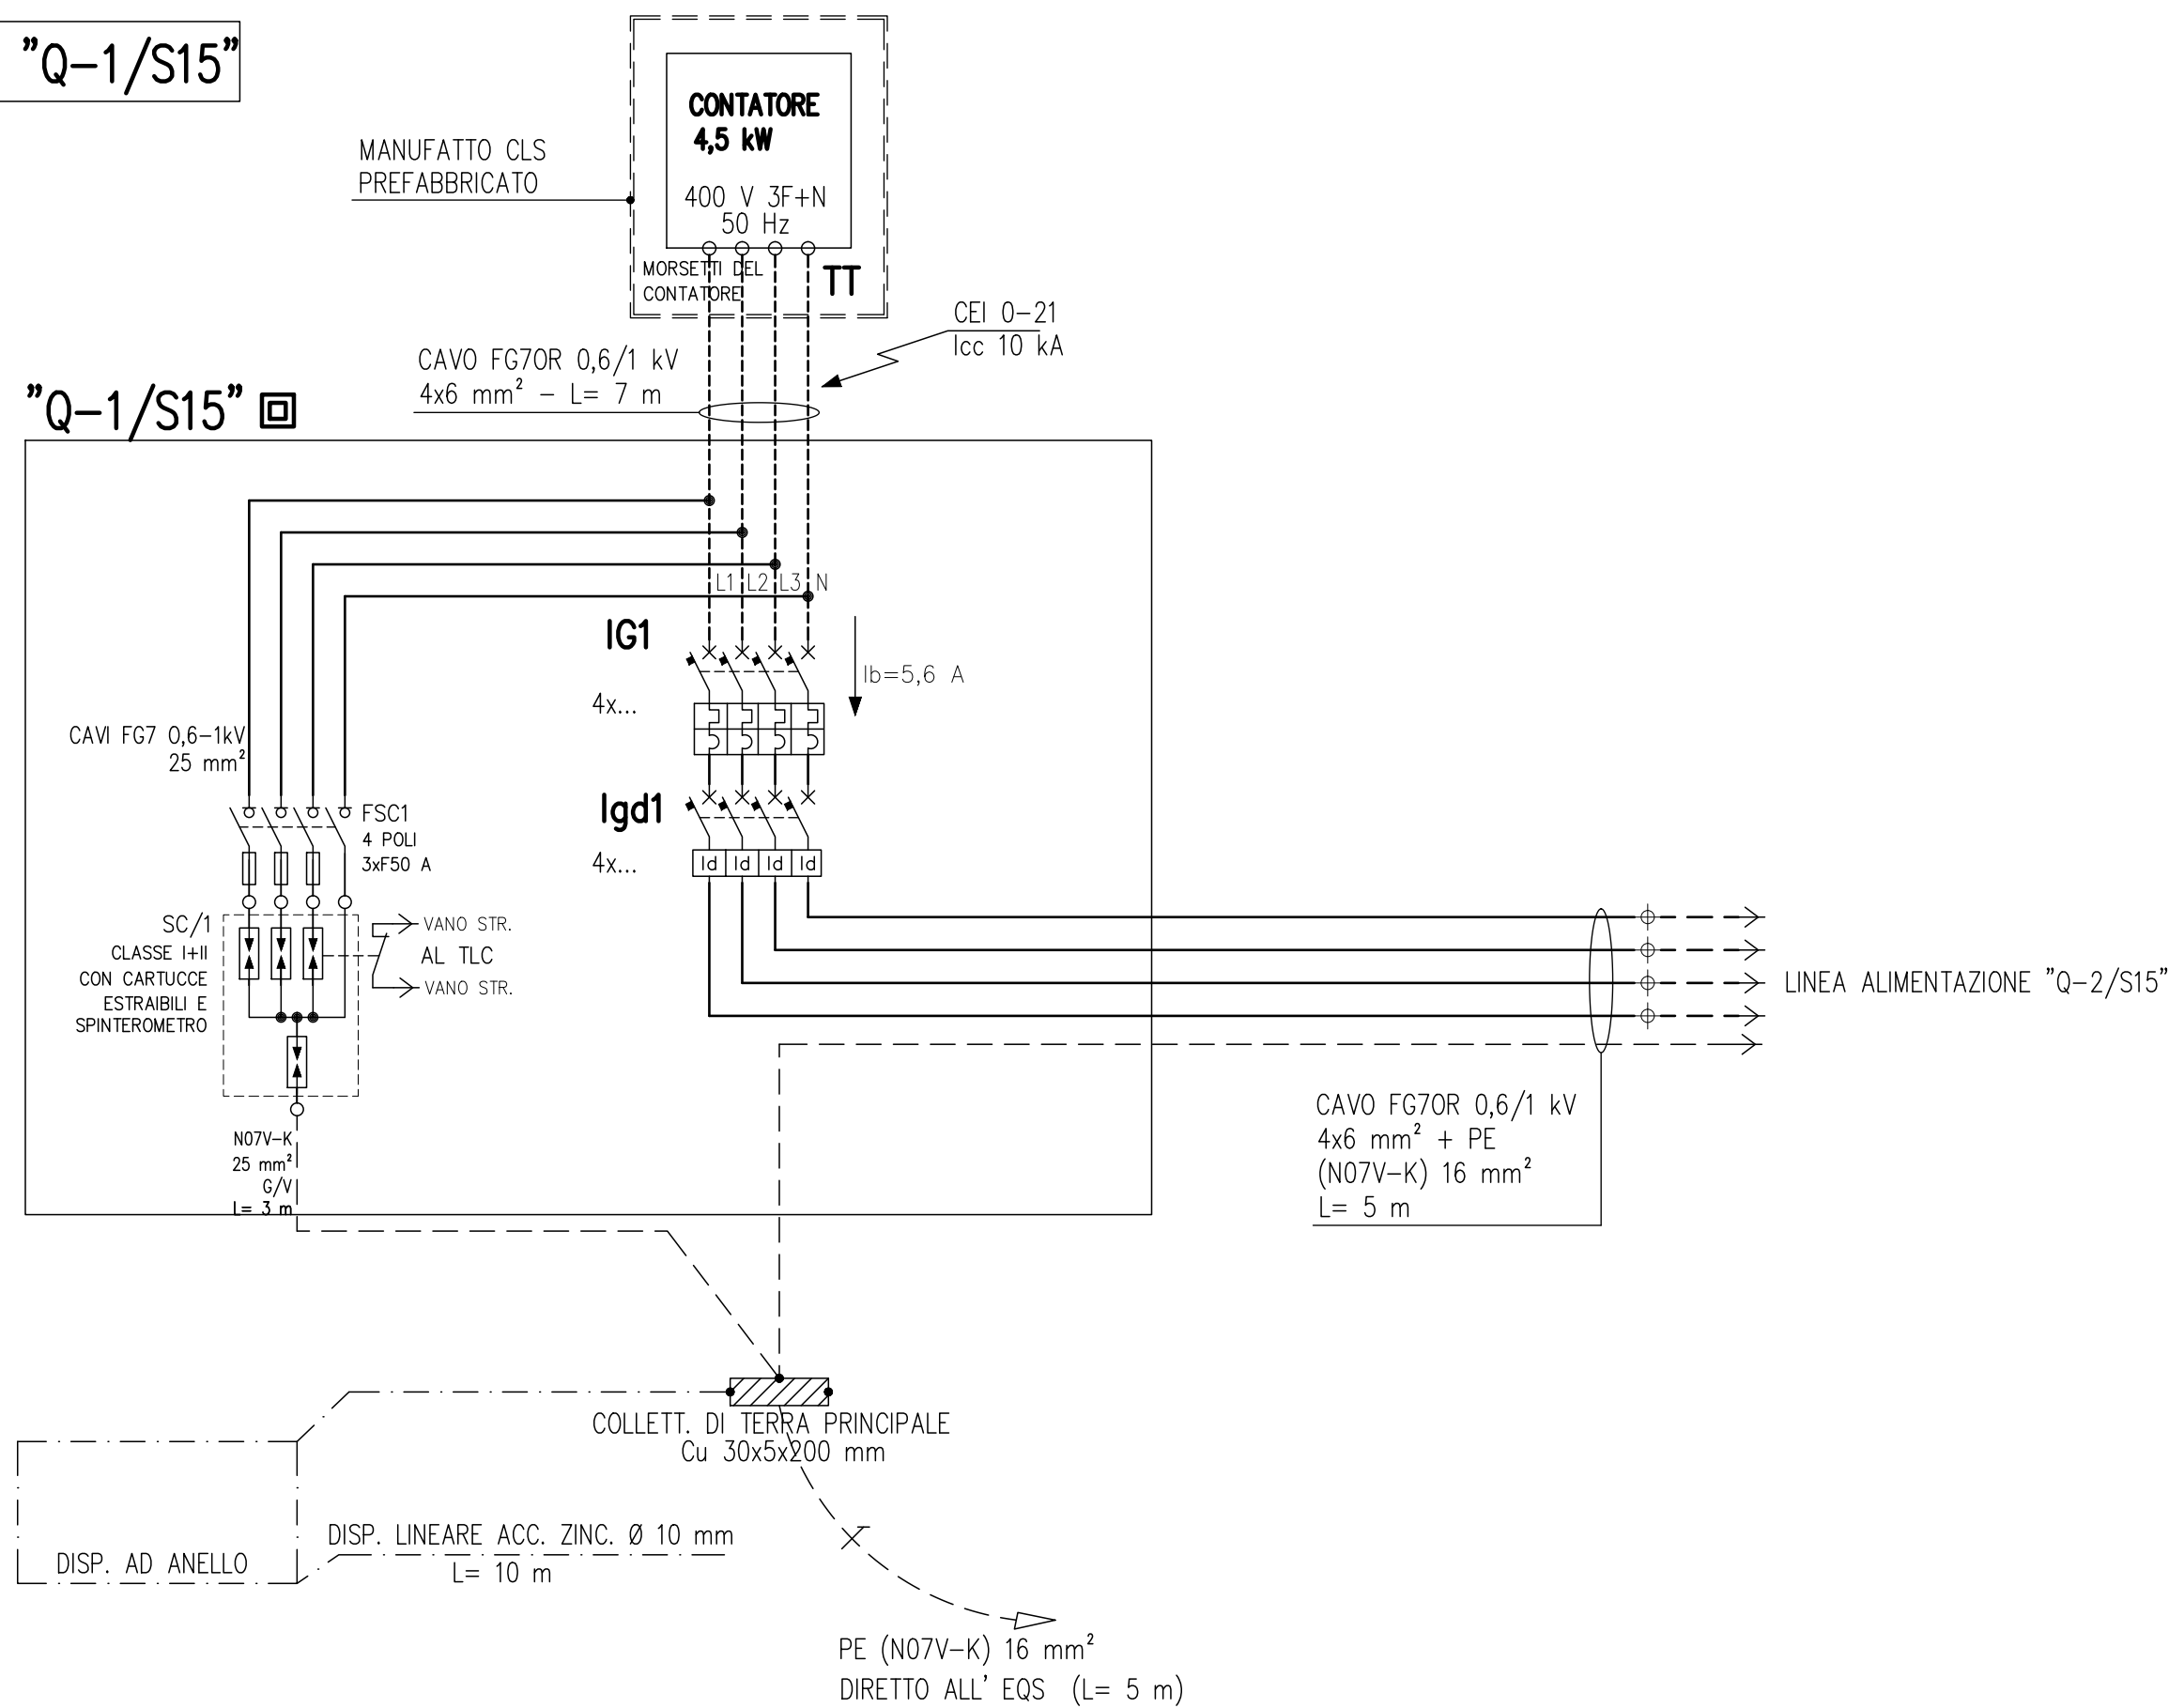 "Q-1/S15"
CONTATORE
4,5 kW
400 V 3F+N
50 Hz
MANUFATTO CLS
PREFABBRICATO
MORSETTI DEL
CONTATORE
TT
CEI 0-21
Icc 10 kA
CAVO FG7OR 0,6/1 kV
4x6 mm² - L= 7 m
"Q-1/S15"
L1 L2 L3 N
IG1
4x...
Ib=5,6 A
CAVI FG7 0,6-1kV
25 mm²
Igd1
4x...
Id Id Id Id
FSC1
4 POLI
3xF50 A
SC/1
CLASSE I+II
CON CARTUCCE
ESTRAIBILI E
SPINTEROMETRO
VANO STR.
AL TLC
VANO STR.
LINEA ALIMENTAZIONE "Q-2/S15"
CAVO FG7OR 0,6/1 kV
4x6 mm² + PE
(N07V-K) 16 mm²
L= 5 m
N07V-K
25 mm²
G/V
L= 3 m
COLLETT. DI TERRA PRINCIPALE
Cu 30x5x200 mm
DISP. AD ANELLO
DISP. LINEARE ACC. ZINC. Ø 10 mm
L= 10 m
PE (N07V-K) 16 mm²
DIRETTO ALL' EQS (L= 5 m)